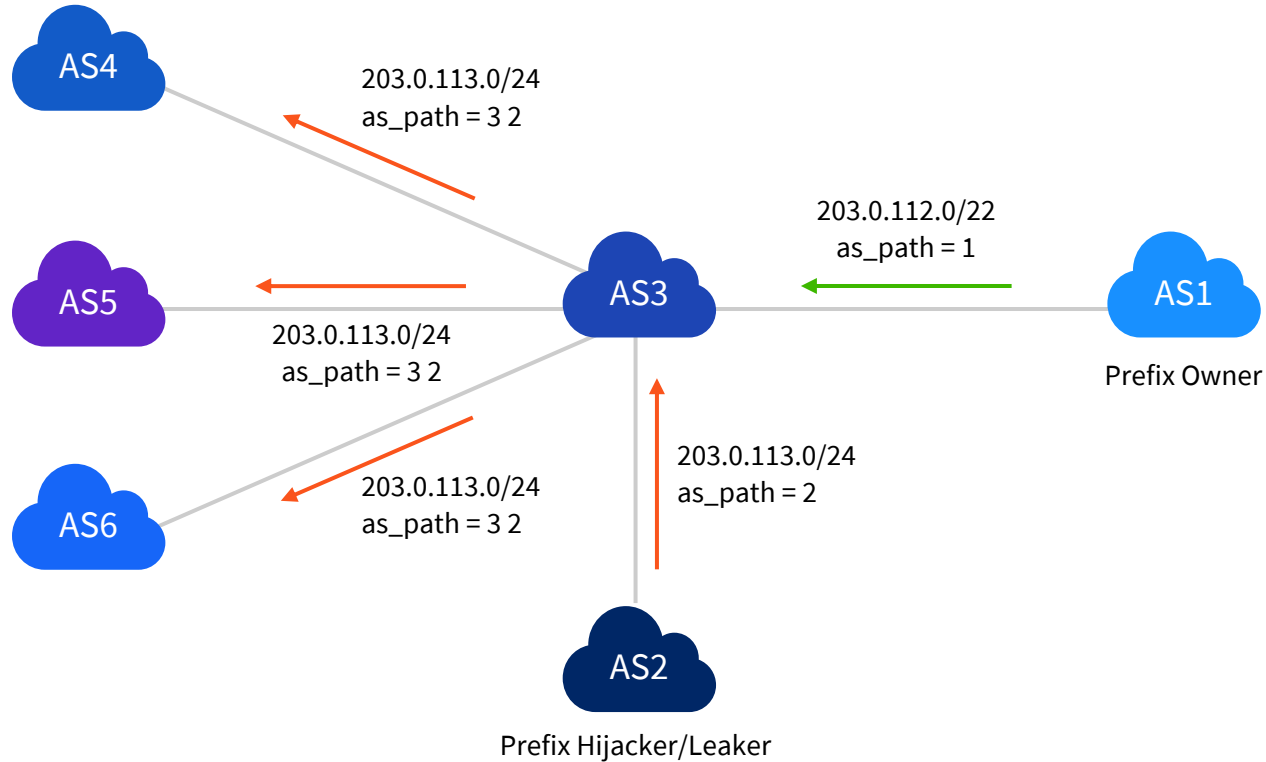 AS4
203.0.113.0/24
as_path = 3 2
203.0.112.0/22
as_path = 1
AS5
AS3
AS1
203.0.113.0/24
as_path = 3 2
Prefix Owner
AS6
203.0.113.0/24
as_path = 3 2
203.0.113.0/24
as_path = 2
AS2
Prefix Hijacker/Leaker